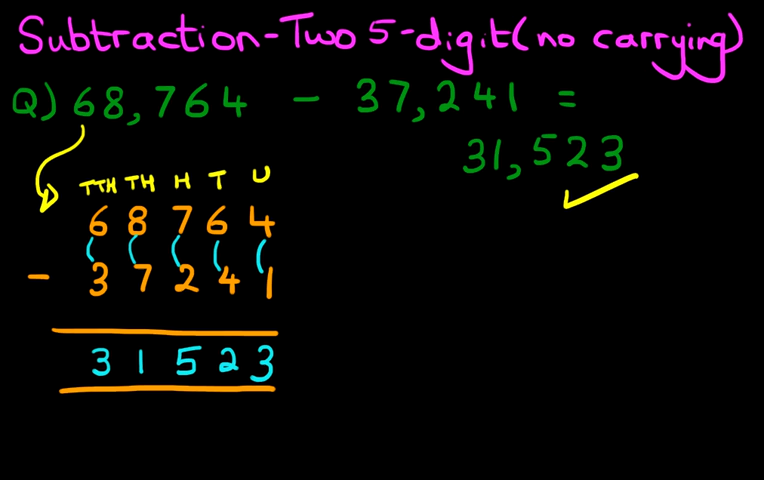 Subtraction-Two 5-digit(no carrying)
Q) 68,764 - 37,241 =
31,523
TTH TH H T U
6 8 7 6 4
- 3 7 2 4 1
3 1 5 2 3